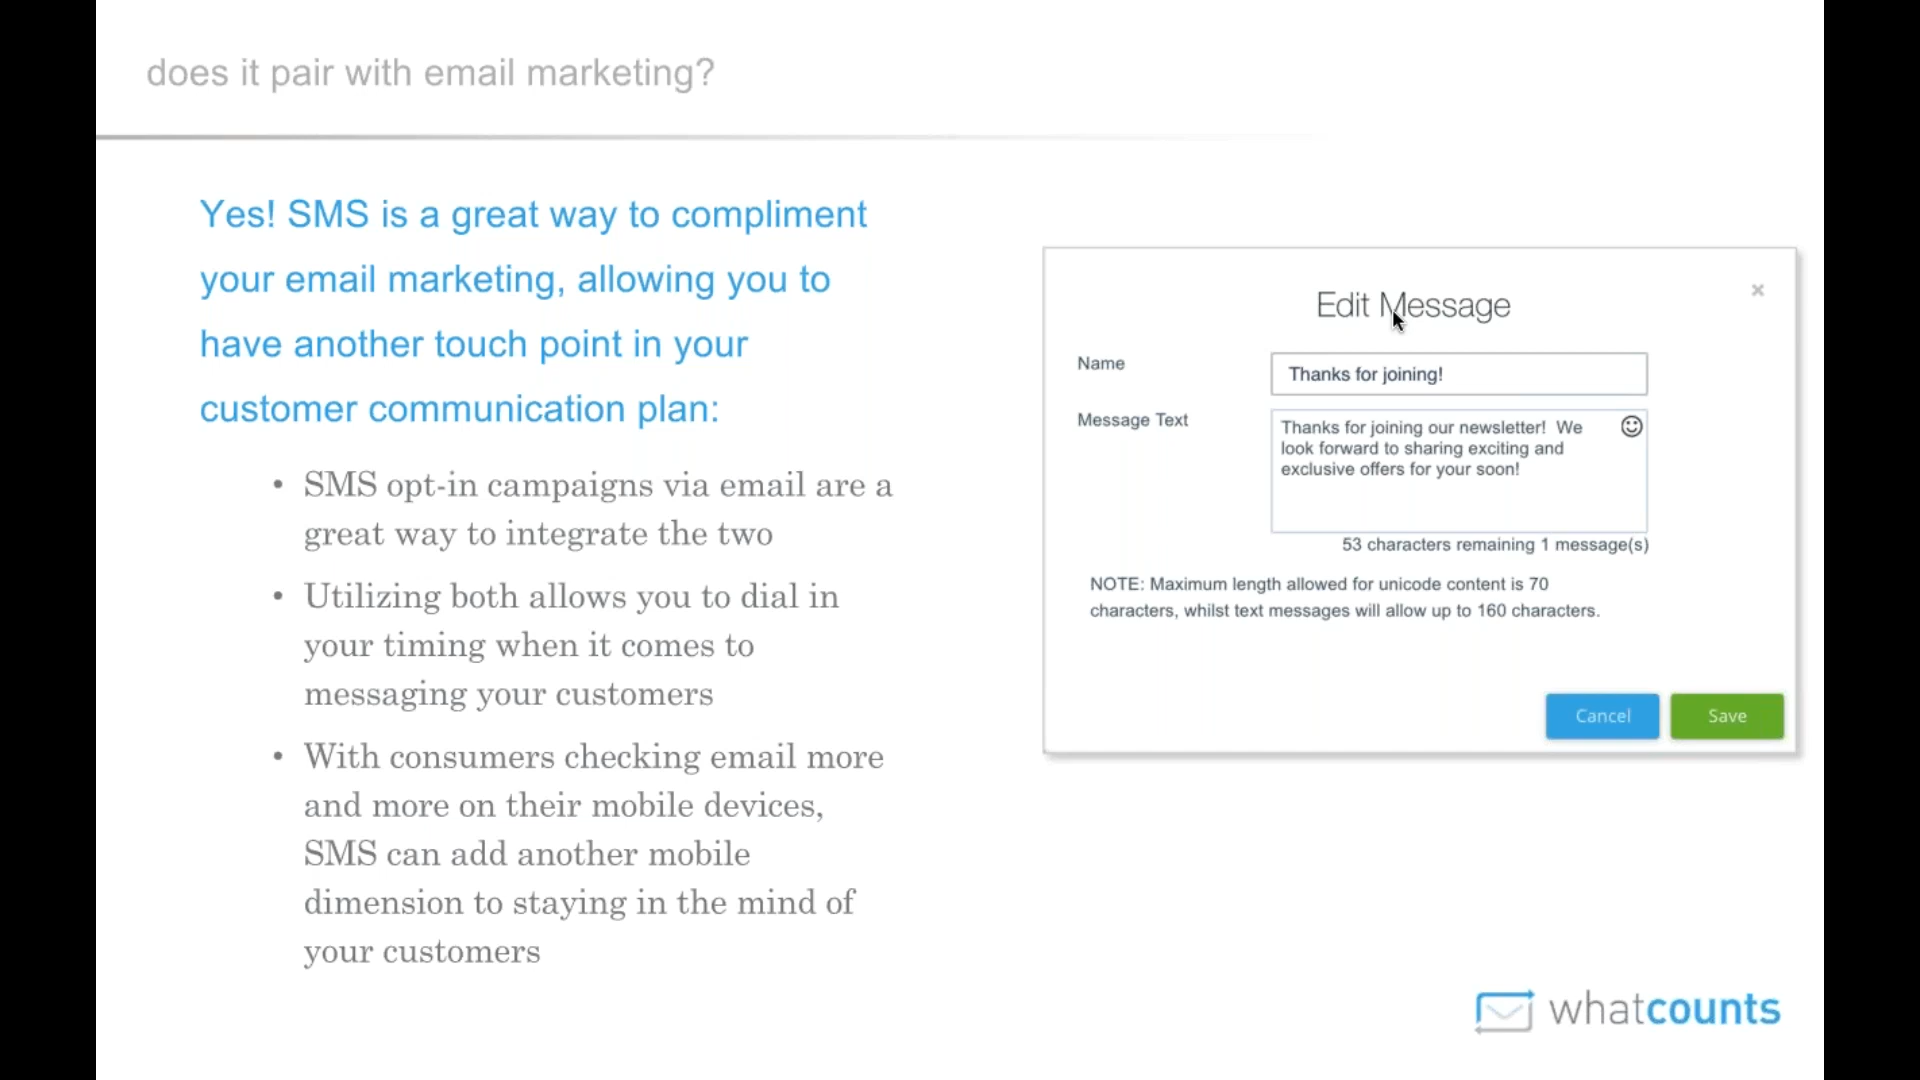 does it pair with email marketing?
Yes! SMS is a great way to compliment
your email marketing, allowing you to
have another touch point in your
customer communication plan:
• SMS opt-in campaigns via email are a
great way to integrate the two
• Utilizing both allows you to dial in
your timing when it comes to
messaging your customers
• With consumers checking email more
and more on their mobile devices,
SMS can add another mobile
dimension to staying in the mind of
your customers
Edit Message
×
Name
Thanks for joining!
Message Text
Thanks for joining our newsletter!  We
look forward to sharing exciting and
exclusive offers for your soon!
53 characters remaining 1 message(s)
NOTE: Maximum length allowed for unicode content is 70
characters, whilst text messages will allow up to 160 characters.
Cancel
Save
whatcounts